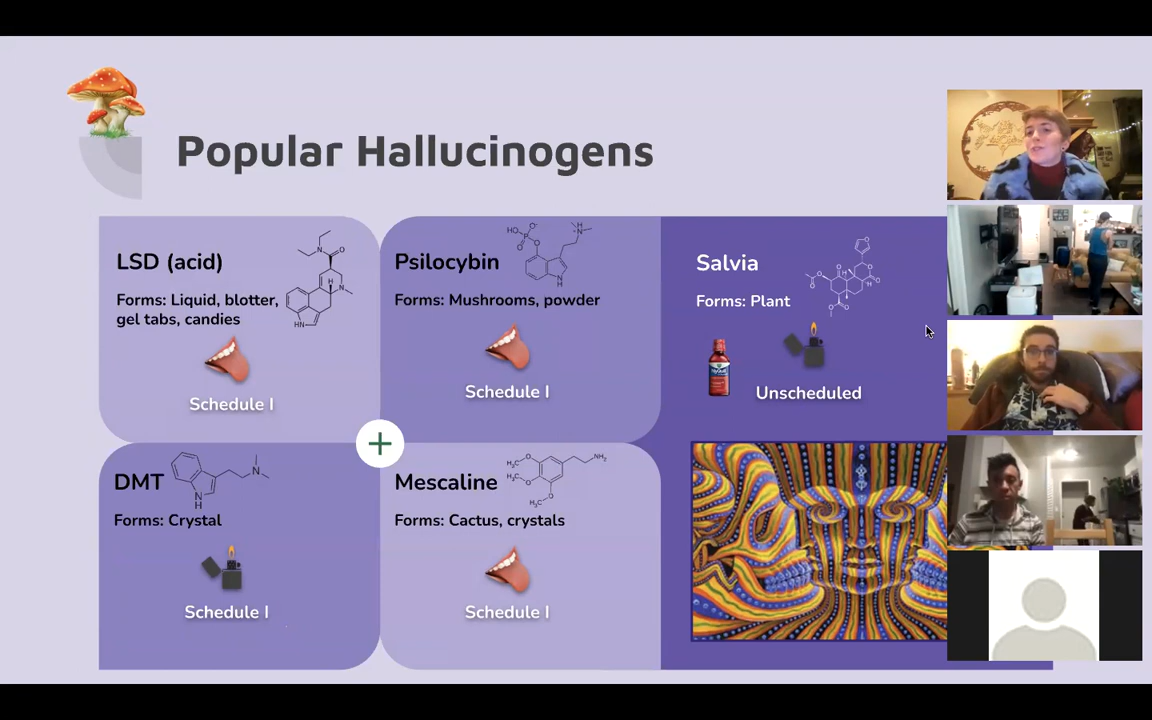 Popular Hallucinogens
LSD (acid)
Forms: Liquid, blotter,
gel tabs, candies
Schedule I
Psilocybin
Forms: Mushrooms, powder
Schedule I
Salvia
Forms: Plant
Unscheduled
DMT
Forms: Crystal
Schedule I
Mescaline
Forms: Cactus, crystals
Schedule I